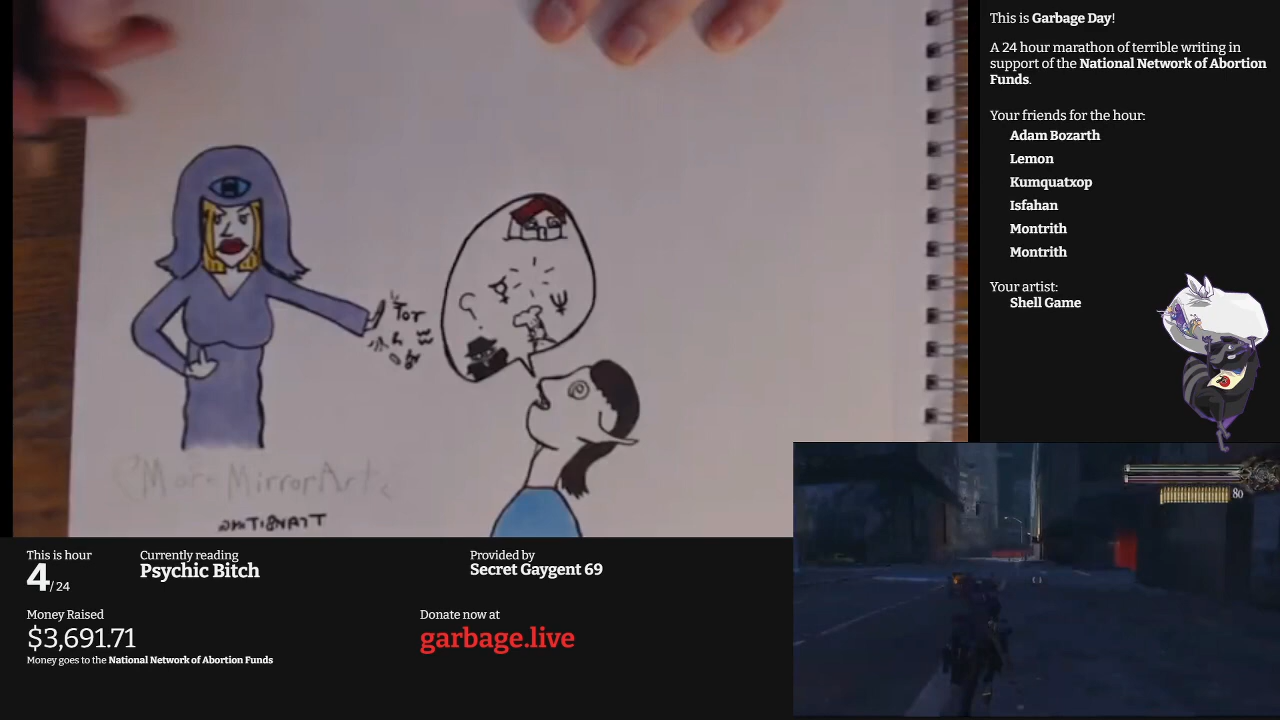 This is Garbage Day!
A 24 hour marathon of terrible writing in
support of the National Network of Abortion
Funds.
Your friends for the hour:
Adam Bozarth
Lemon
Kumquatxop
Isfahan
Montrith
Montrith
Your artist:
Shell Game
Tor
MoreMirrorArt
80
This is hour
4/24
Currently reading
Psychic Bitch
Provided by
Secret Gaygent 69
Money Raised
$3,691.71
Money goes to the National Network of Abortion Funds
Donate now at
garbage.live